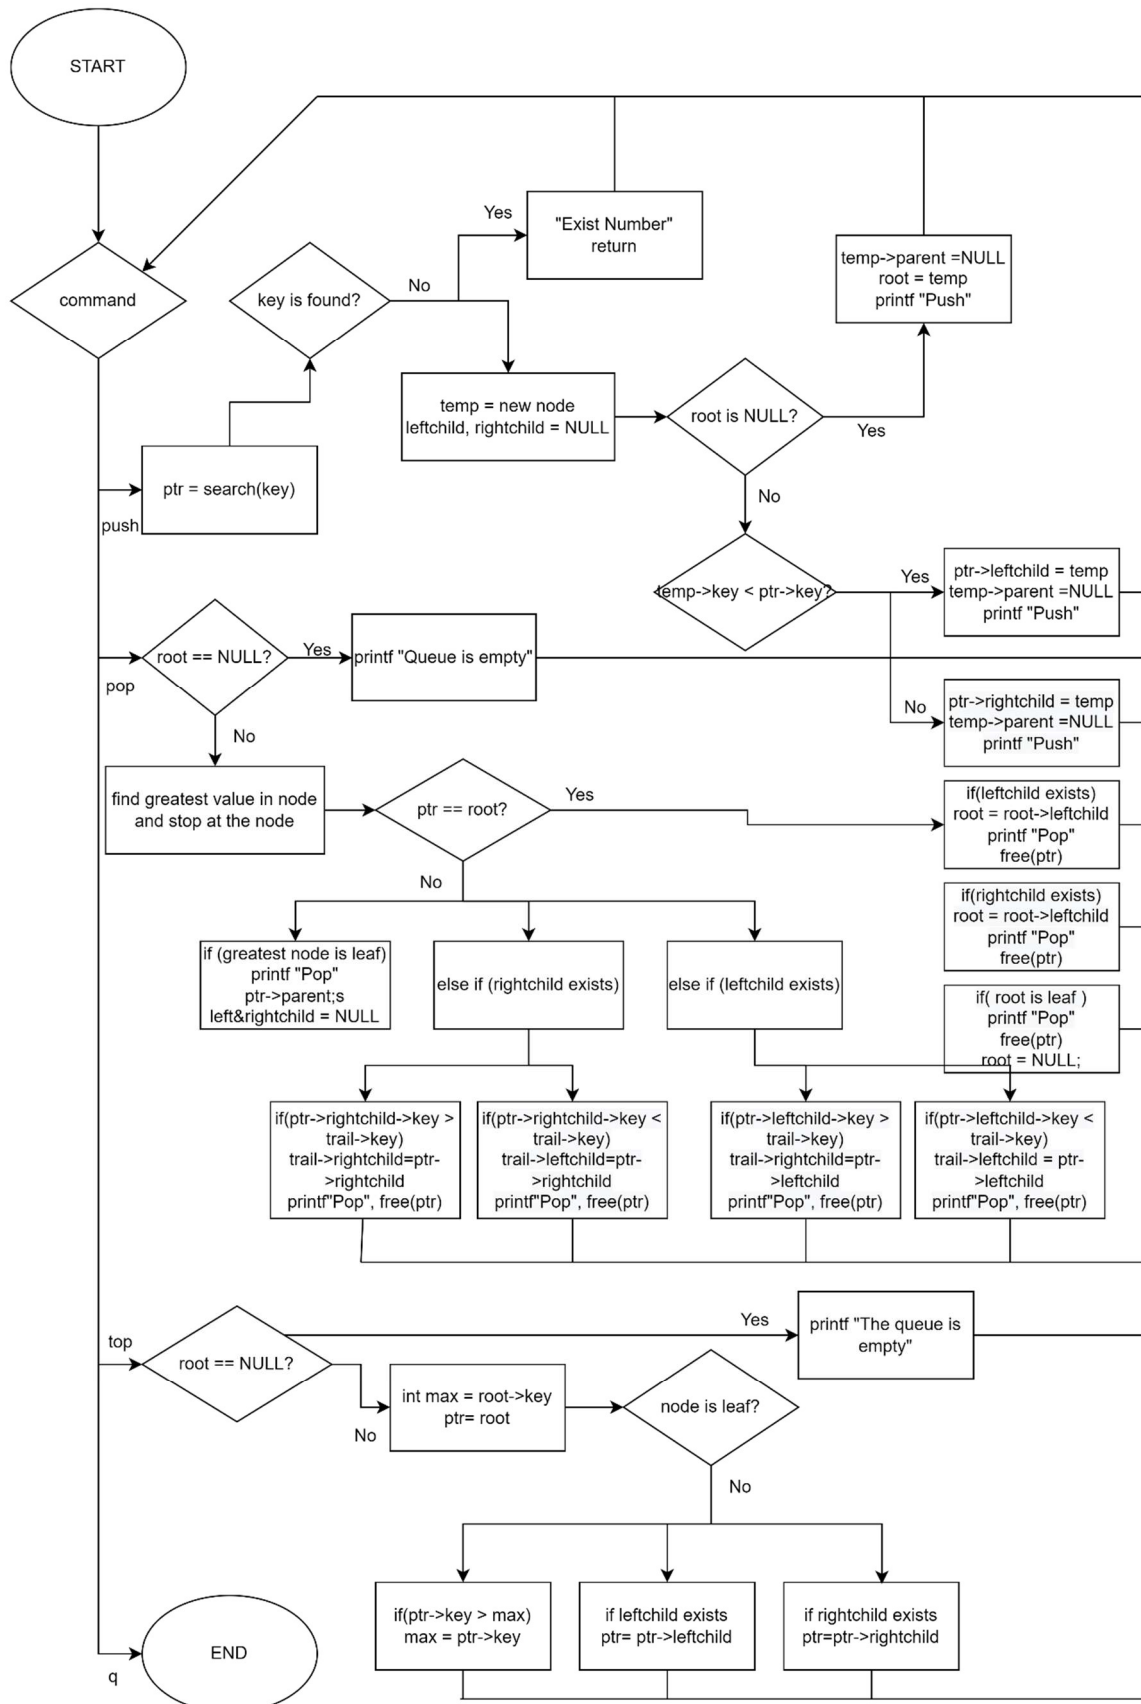 START
command
key is found?
Yes
No
"Exist Number"
return
temp->parent =NULL
root = temp
printf "Push"
temp = new node
leftchild, rightchild = NULL
root is NULL?
Yes
No
ptr = search(key)
push
temp->key < ptr->key?
Yes
ptr->leftchild = temp
temp->parent =NULL
printf "Push"
root == NULL?
Yes
printf "Queue is empty"
pop
No
No
ptr->rightchild = temp
temp->parent =NULL
printf "Push"
find greatest value in node
and stop at the node
ptr == root?
Yes
No
if(leftchild exists)
root = root->leftchild
printf "Pop"
free(ptr)
if(rightchild exists)
root = root->leftchild
printf "Pop"
free(ptr)
if( root is leaf )
printf "Pop"
free(ptr)
root = NULL;
if (greatest node is leaf)
printf "Pop"
ptr->parent;s
left&rightchild = NULL
else if (rightchild exists)
else if (leftchild exists)
if(ptr->rightchild->key >
trail->key)
trail->rightchild=ptr-
>rightchild
printf"Pop", free(ptr)
if(ptr->rightchild->key <
trail->key)
trail->leftchild=ptr-
>rightchild
printf"Pop", free(ptr)
if(ptr->leftchild->key >
trail->key)
trail->rightchild=ptr-
>leftchild
printf"Pop", free(ptr)
if(ptr->leftchild->key <
trail->key)
trail->leftchild = ptr-
>leftchild
printf"Pop", free(ptr)
top
root == NULL?
Yes
printf "The queue is
empty"
No
int max = root->key
ptr= root
node is leaf?
No
if(ptr->key > max)
max = ptr->key
if leftchild exists
ptr= ptr->leftchild
if rightchild exists
ptr=ptr->rightchild
END
q